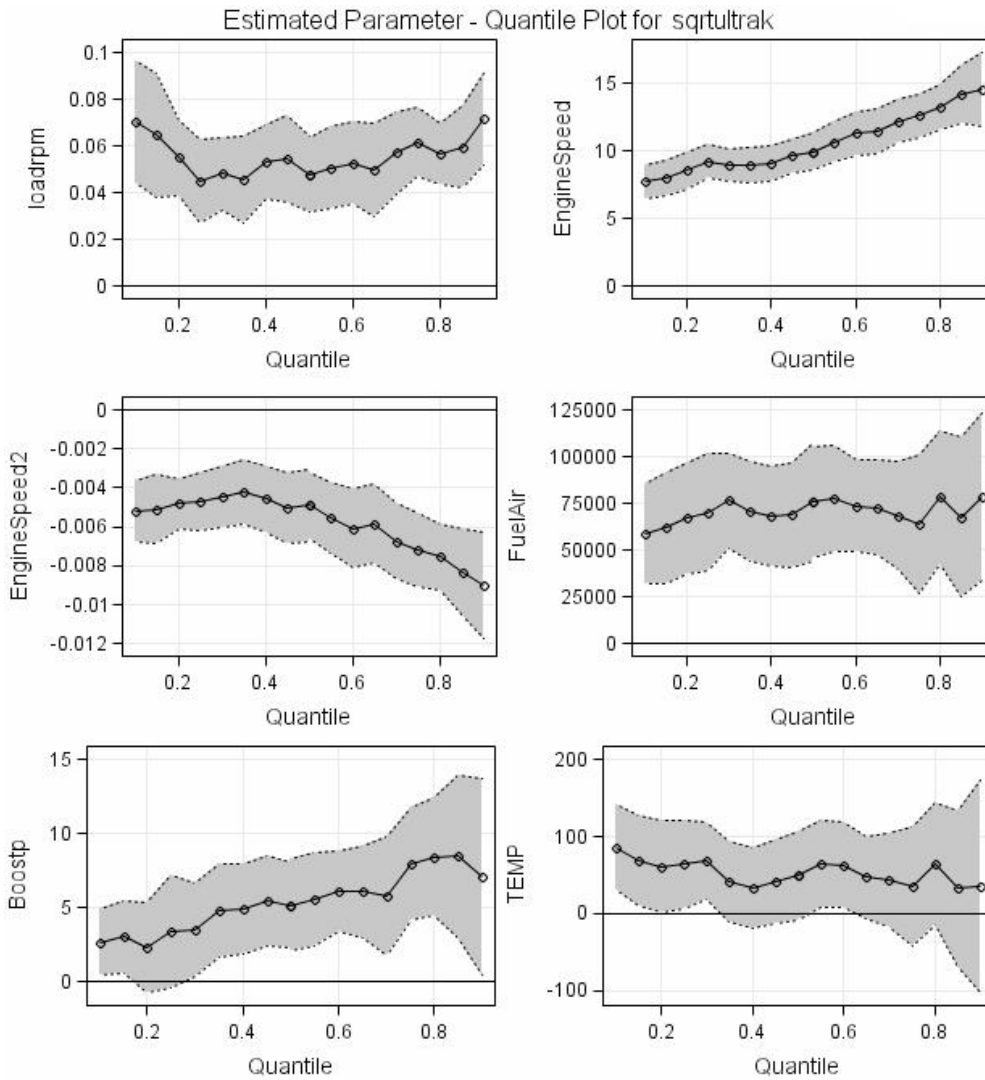 Estimated Parameter - Quantile Plot for sqrtultrak
loadrpm
0.1
0.08
0.06
0.04
0.02
0
0.2 0.4 0.6 0.8
Quantile
EngineSpeed
15
10
5
0
0.2 0.4 0.6 0.8
Quantile
EngineSpeed2
0
-0.002
-0.004
-0.006
-0.008
-0.01
-0.012
0.2 0.4 0.6 0.8
Quantile
FuelAir
125000
100000
75000
50000
25000
0
0.2 0.4 0.6 0.8
Quantile
Boostp
15
10
5
0
0.2 0.4 0.6 0.8
Quantile
TEMP
200
100
0
-100
0.2 0.4 0.6 0.8
Quantile